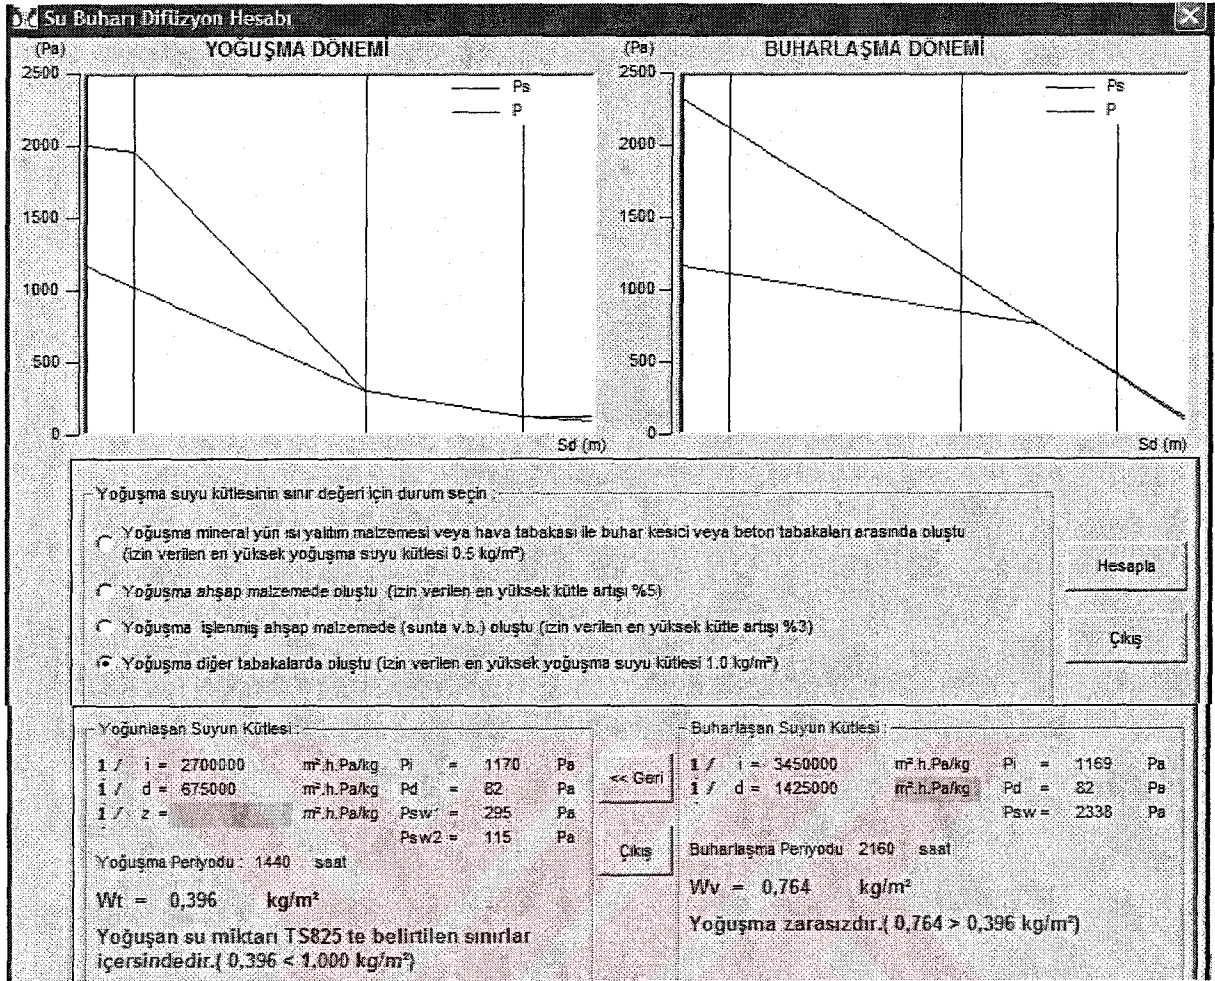 Su Buharı Difüzyon Hesabı
(Pa) YOĞUŞMA DÖNEMİ
2500
2000
1500
1000
500
0
Ps
P
Sd (m)
(Pa) BUHARLAŞMA DÖNEMİ
2500
2000
1500
1000
500
0
Ps
P
Sd (m)
Yoğuşma suyu kütlesinin sınır değeri için durum seçin :
Yoğuşma mineral yün ısı yalıtım malzemesi veya hava tabakası ile buhar kesici veya beton tabakaları arasında oluştu
(izin verilen en yüksek yoğuşma suyu kütlesi 0.5 kg/m²)
Yoğuşma ahşap malzemede oluştu (izin verilen en yüksek kütle artışı %5)
Yoğuşma işlenmiş ahşap malzemede (sunta v.b.) oluştu (izin verilen en yüksek kütle artışı %3)
Yoğuşma diğer tabakalarda oluştu (izin verilen en yüksek yoğuşma suyu kütlesi 1.0 kg/m²)
Hesapla
Çıkış
Yoğunlaşan Suyun Kütlesi :
1 / i = 2700000 m².h.Pa/kg Pi = 1170 Pa
1 / d = 675000 m².h.Pa/kg Pd = 82 Pa
1 / z = m².h.Pa/kg Psw1 = 295 Pa
Psw2 = 115 Pa
Yoğuşma Periyodu : 1440 saat
Wt = 0,396 kg/m²
Yoğuşan su miktarı TS825 te belirtilen sınırlar
içersindedir.( 0,396 < 1,000 kg/m²)
<< Geri
Çıkış
Buharlaşan Suyun Kütlesi :
1 / i = 3450000 m².h.Pa/kg Pi = 1169 Pa
1 / d = 1425000 m².h.Pa/kg Pd = 82 Pa
Psw = 2338 Pa
Buharlaşma Periyodu 2160 saat
Wv = 0,764 kg/m²
Yoğuşma zarasızdır.( 0,764 > 0,396 kg/m²)